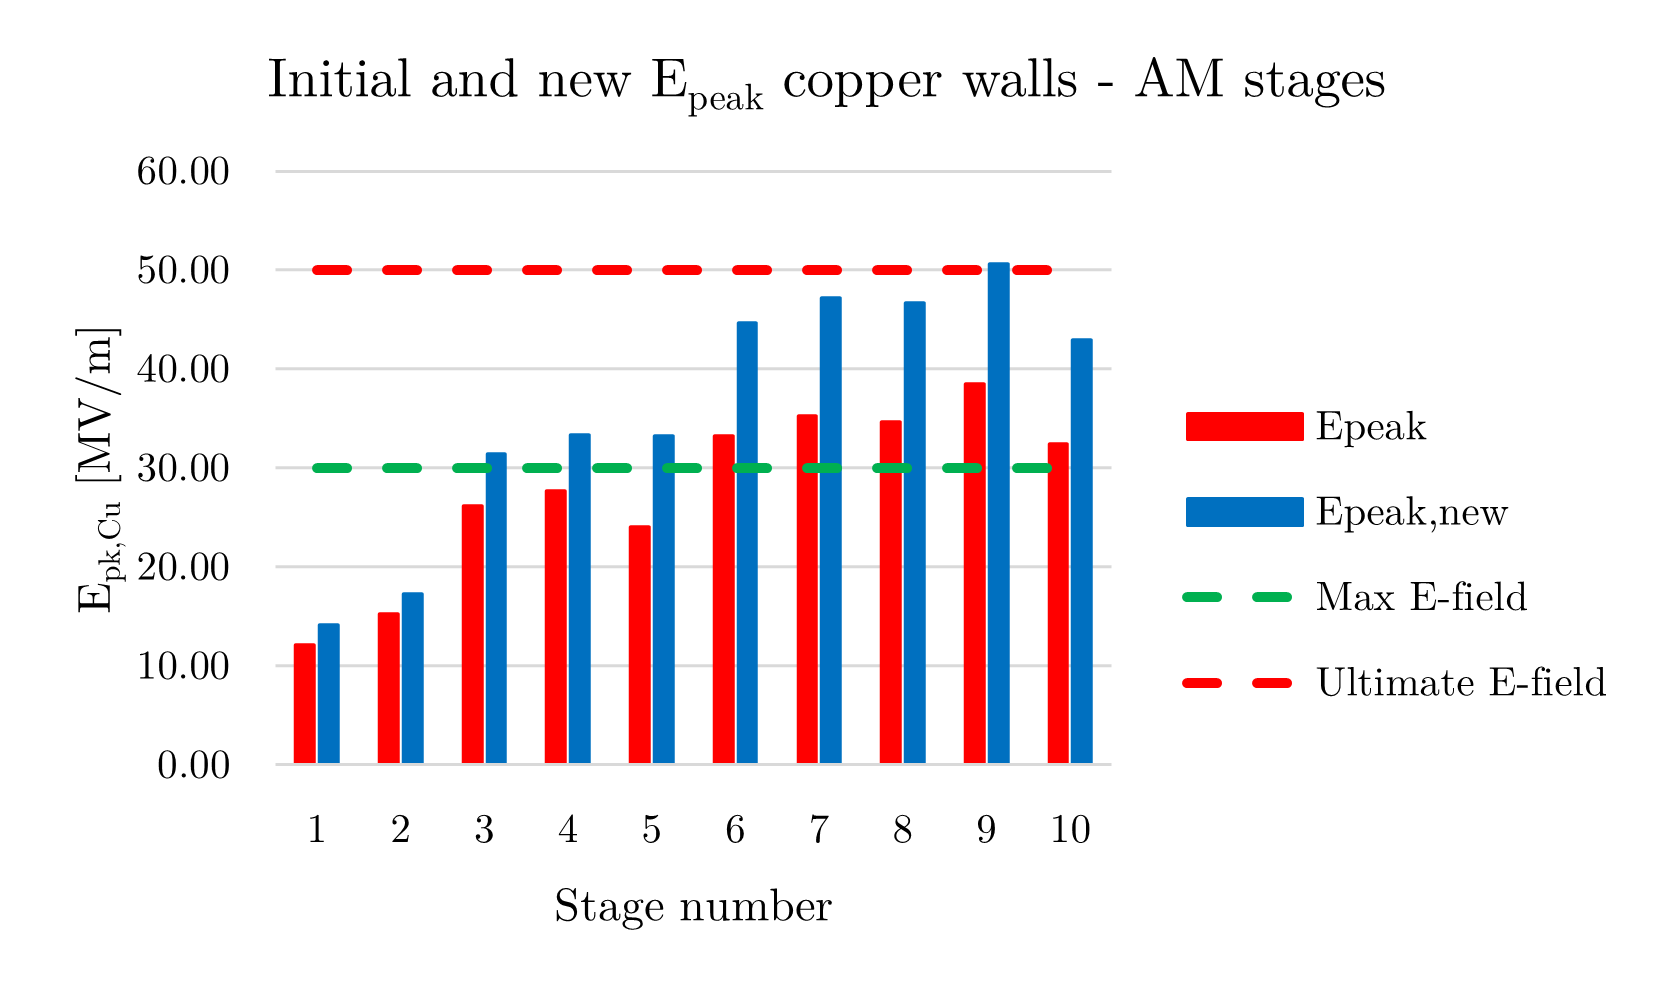 Initial and new Epeak copper walls - AM stages
60.00
50.00
40.00
30.00
20.00
10.00
0.00
Epk,Cu [MV/m]
1 2 3 4 5 6 7 8 9 10
Stage number
Epeak
Epeak,new
Max E-field
Ultimate E-field